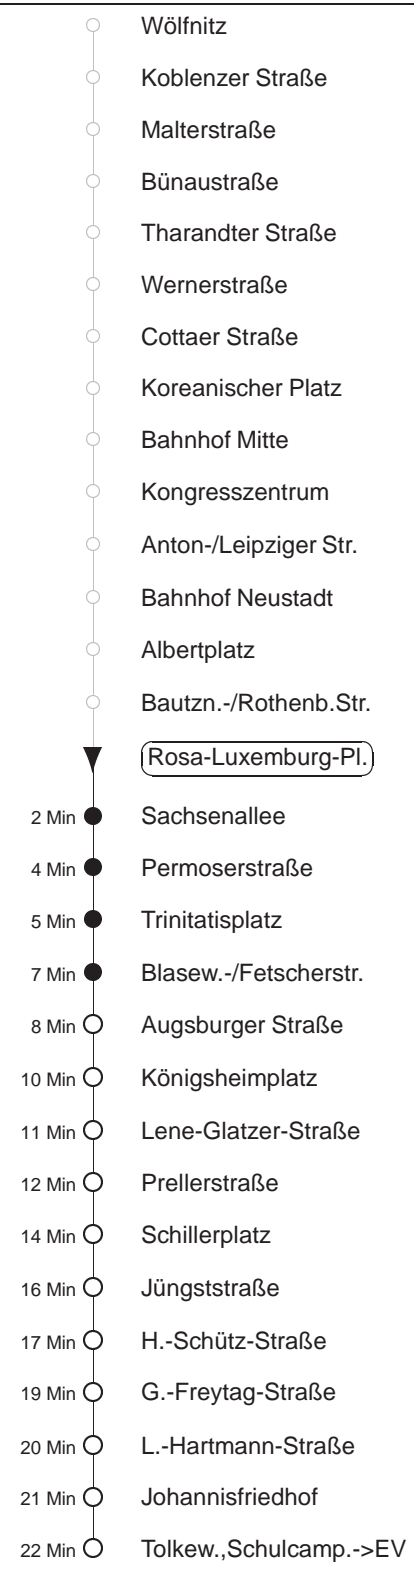 Wölfnitz
Koblenzer Straße
Malterstraße
Bünaustraße
Tharandter Straße
Wernerstraße
Cottaer Straße
Koreanischer Platz
Bahnhof Mitte
Kongresszentrum
Anton-/Leipziger Str.
Bahnhof Neustadt
Albertplatz
Bautzn.-/Rothenb.Str.
Rosa-Luxemburg-Pl.
2 Min Sachsenallee
4 Min Permoserstraße
5 Min Trinitatisplatz
7 Min Blasew.-/Fetscherstr.
8 Min Augsburger Straße
10 Min Königsheimplatz
11 Min Lene-Glatzer-Straße
12 Min Prellerstraße
14 Min Schillerplatz
16 Min Jüngststraße
17 Min H.-Schütz-Straße
19 Min G.-Freytag-Straße
20 Min L.-Hartmann-Straße
21 Min Johannisfriedhof
22 Min Tolkew.,Schulcamp.->EV